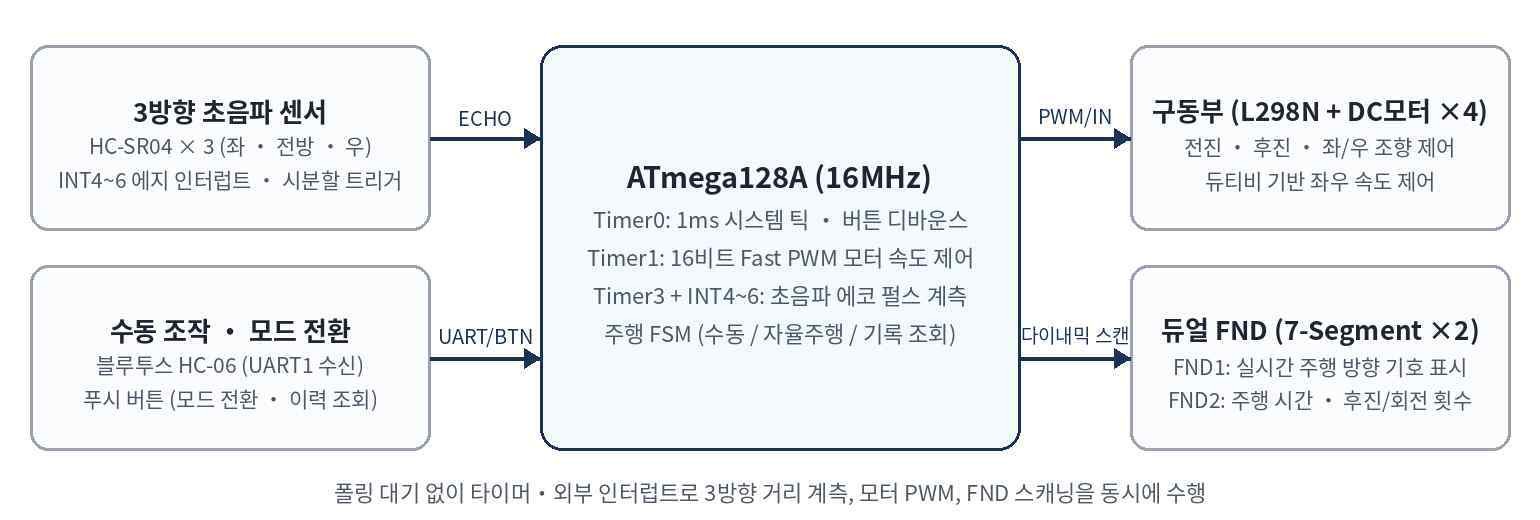 3방향 초음파 센서
HC-SR04 × 3 (좌 · 전방 · 우)
INT4~6 에지 인터럽트 · 시분할 트리거
ECHO
수동 조작 · 모드 전환
블루투스 HC-06 (UART1 수신)
푸시 버튼 (모드 전환 · 이력 조회)
UART/BTN
ATmega128A (16MHz)
Timer0: 1ms 시스템 틱 · 버튼 디바운스
Timer1: 16비트 Fast PWM 모터 속도 제어
Timer3 + INT4~6: 초음파 에코 펄스 계측
주행 FSM (수동 / 자율주행 / 기록 조회)
PWM/IN
구동부 (L298N + DC모터 ×4)
전진 · 후진 · 좌/우 조향 제어
듀티비 기반 좌우 속도 제어
다이내믹 스캔
듀얼 FND (7-Segment ×2)
FND1: 실시간 주행 방향 기호 표시
FND2: 주행 시간 · 후진/회전 횟수
폴링 대기 없이 타이머·외부 인터럽트로 3방향 거리 계측, 모터 PWM, FND 스캐닝을 동시에 수행